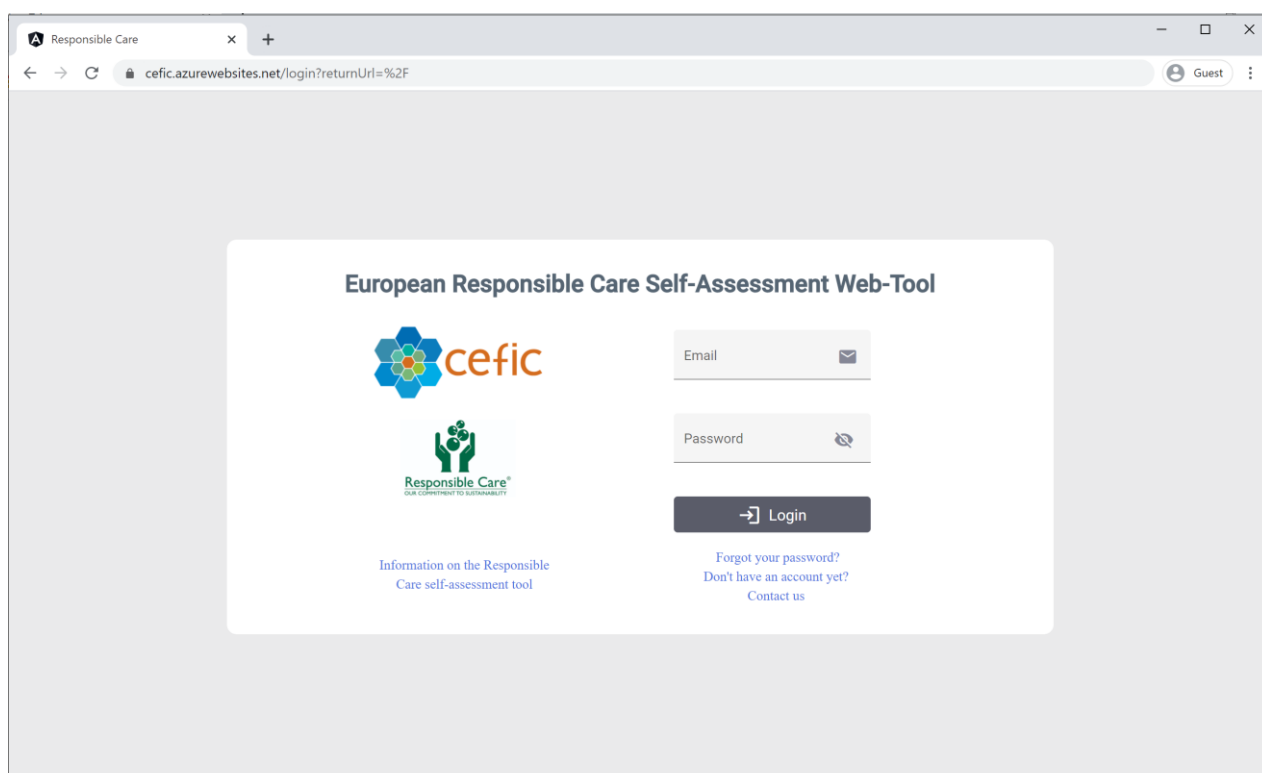 Responsible Care
cefic.azurewebsites.net/login?returnUrl=%2F
Guest
European Responsible Care Self-Assessment Web-Tool
cefic
Responsible Care®
OUR COMMITMENT TO SUSTAINABILITY
Information on the Responsible
Care self-assessment tool
Email
Password
Login
Forgot your password?
Don't have an account yet?
Contact us